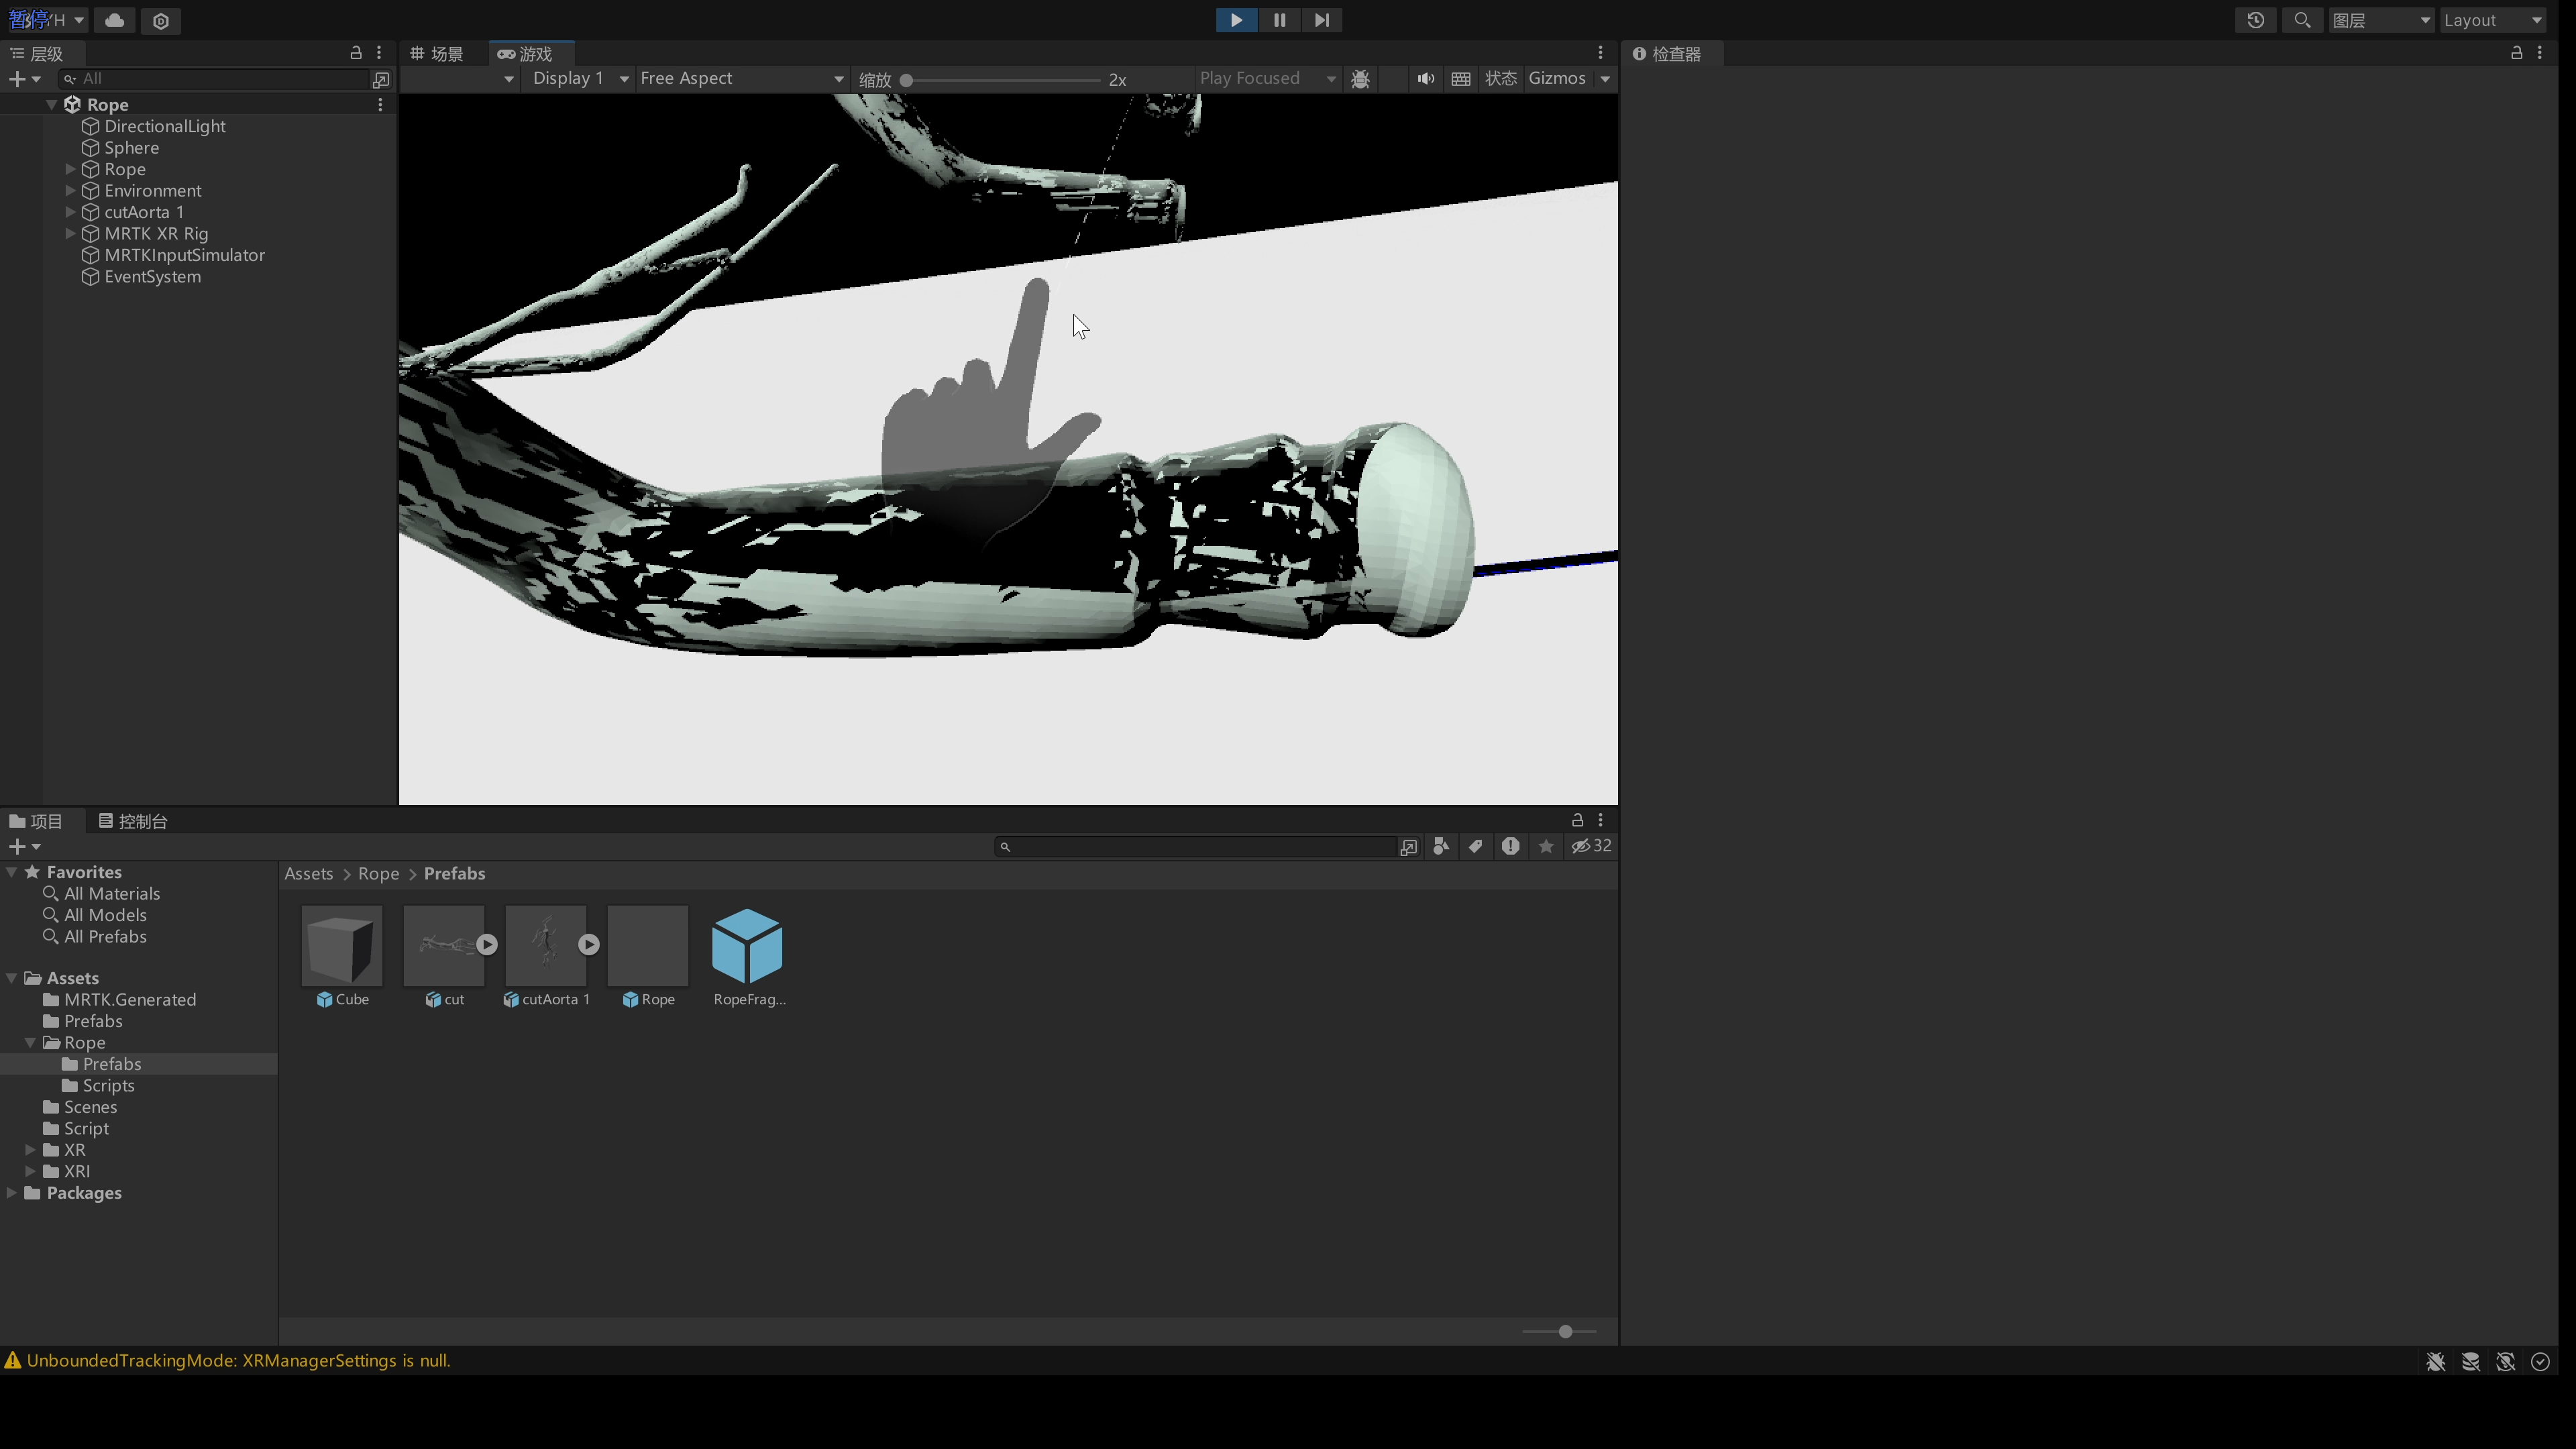 暂停
YH
图层
Layout
层级
场景
游戏
检查器
All
Display 1
Free Aspect
缩放
2x
Play Focused
状态
Gizmos
Rope
DirectionalLight
Sphere
Rope
Environment
cutAorta 1
MRTK XR Rig
MRTKInputSimulator
EventSystem
项目
控制台
32
Favorites
All Materials
All Models
All Prefabs
Assets
MRTK.Generated
Prefabs
Rope
Prefabs
Scripts
Scenes
Script
XR
XRI
Packages
Assets > Rope > Prefabs
Cube
cut
cutAorta 1
Rope
RopeFrag...
UnboundedTrackingMode: XRManagerSettings is null.